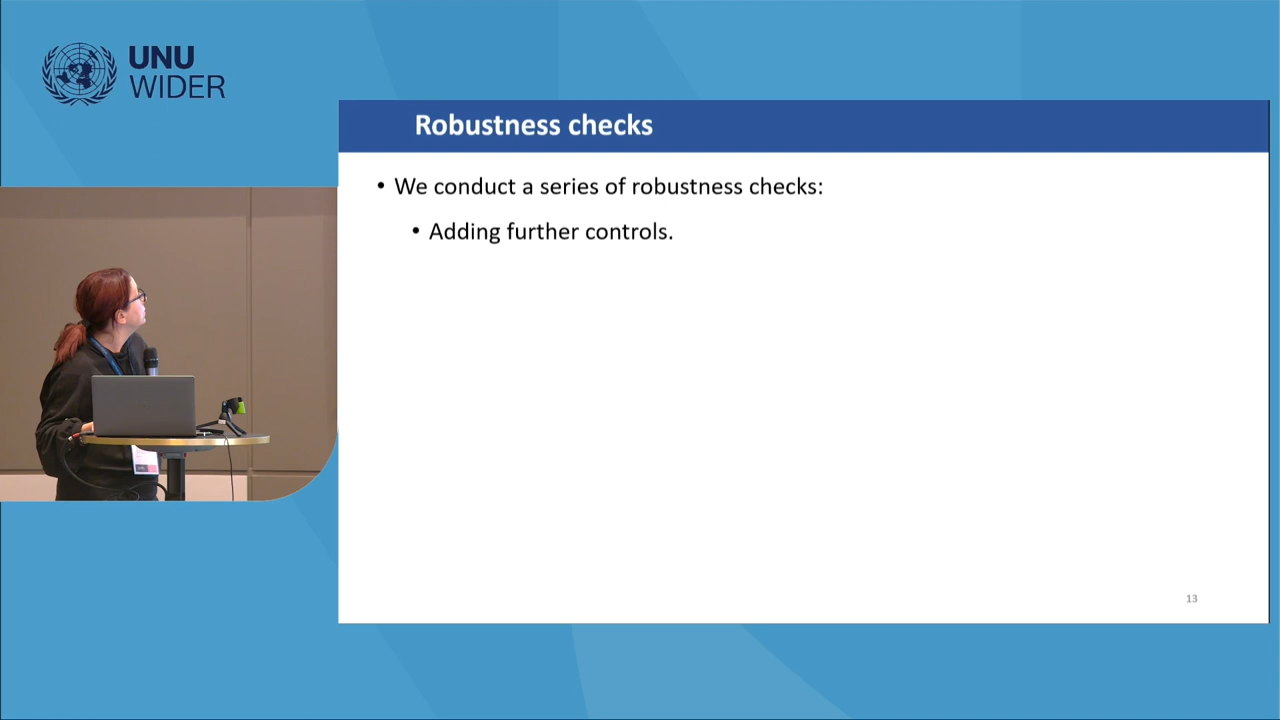 UNU
WIDER
Robustness checks
• We conduct a series of robustness checks:
• Adding further controls.
13